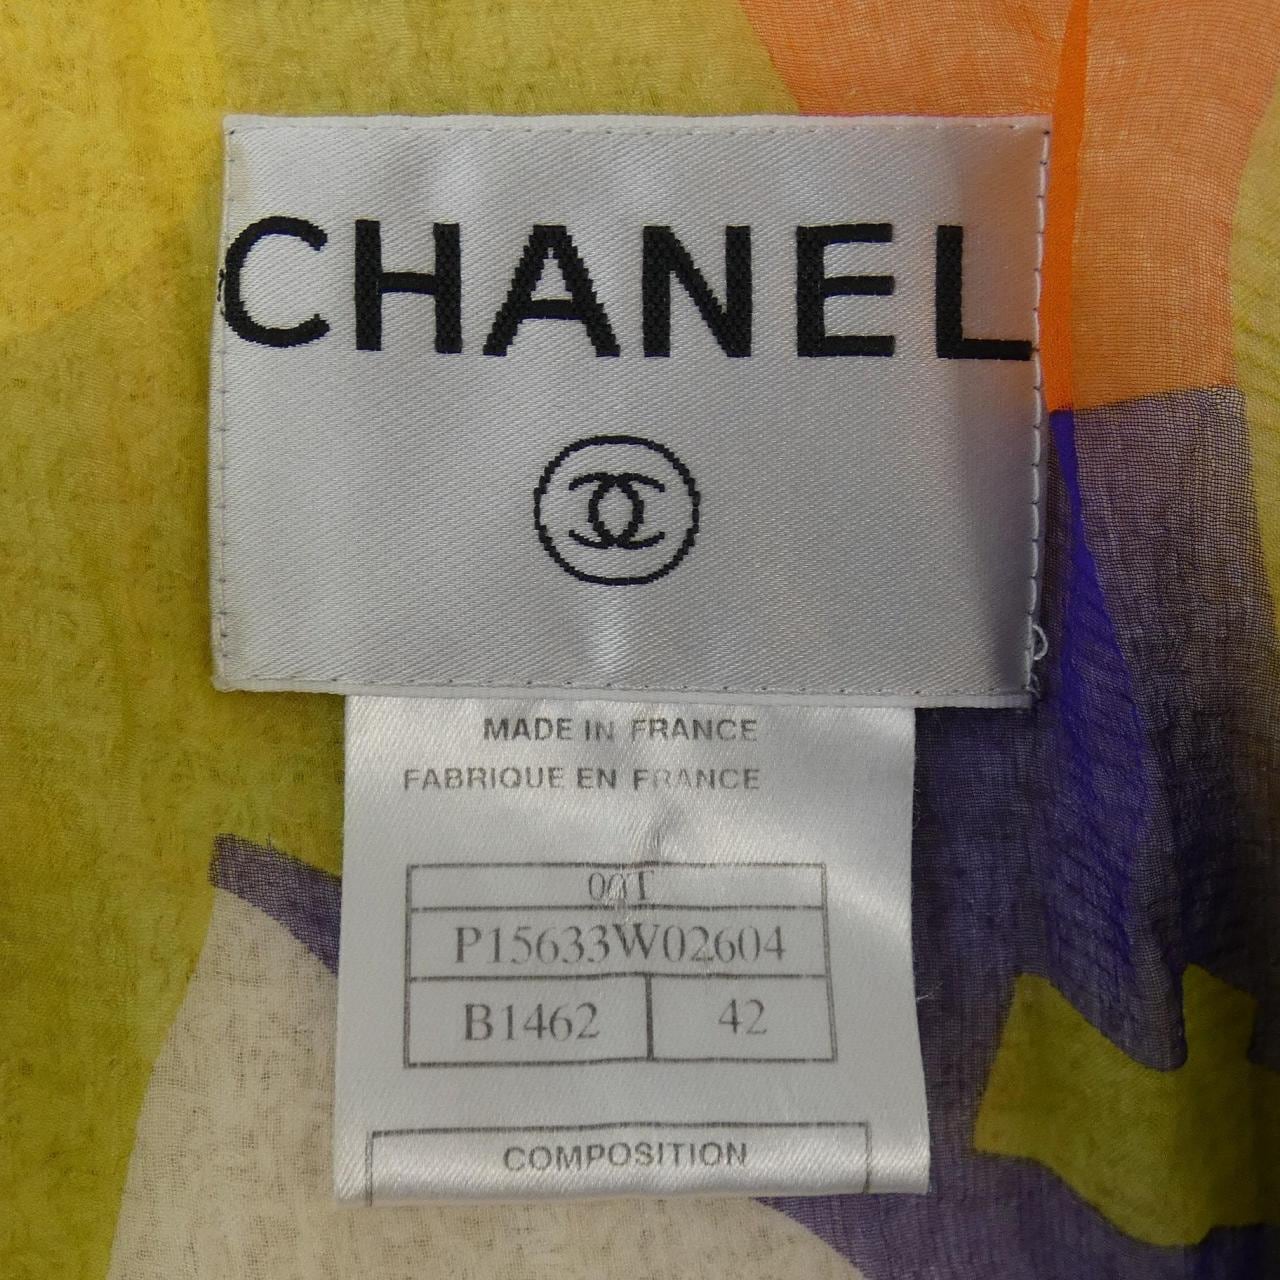 CHANEL
MADE IN FRANCE
FABRIQUE EN FRANCE
00T
P15633W02604
B1462 42
COMPOSITION